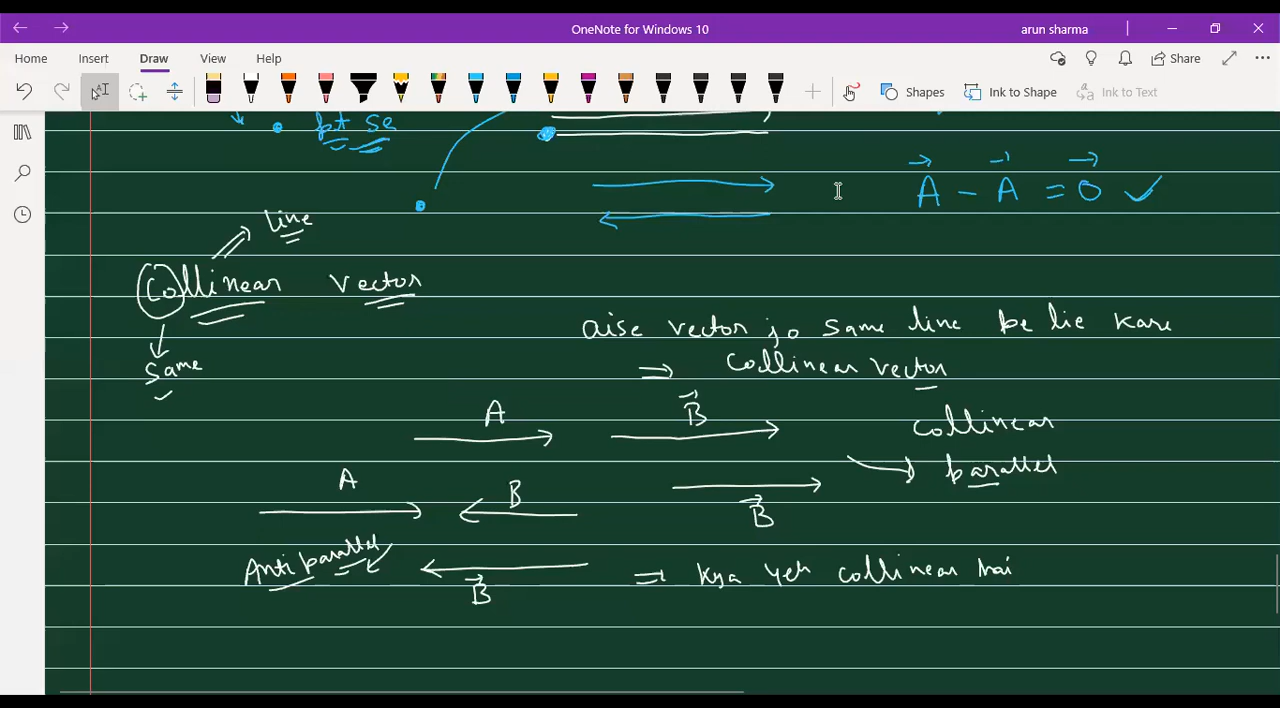 OneNote for Windows 10
arun sharma
Home Insert Draw View Help
Share
Shapes Ink to Shape Ink to Text
pt se
A - A = 0 ✓
line
Collinear vector
same
aise vector jo same line pe lie kare
⇒ Collinear vector
A B
collinear
parallel
A B
B
Antiparallel
B
⇒ kya yeh collinear hai